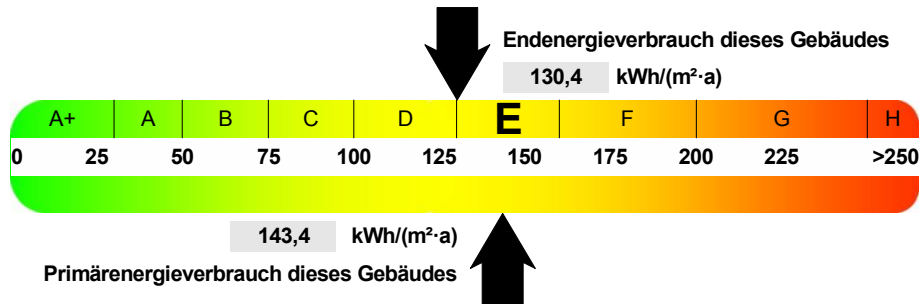 Endenergieverbrauch dieses Gebäudes
130,4 kWh/(m²·a)
A+ A B C D E F G H
0 25 50 75 100 125 150 175 200 225 >250
143,4 kWh/(m²·a)
Primärenergieverbrauch dieses Gebäudes